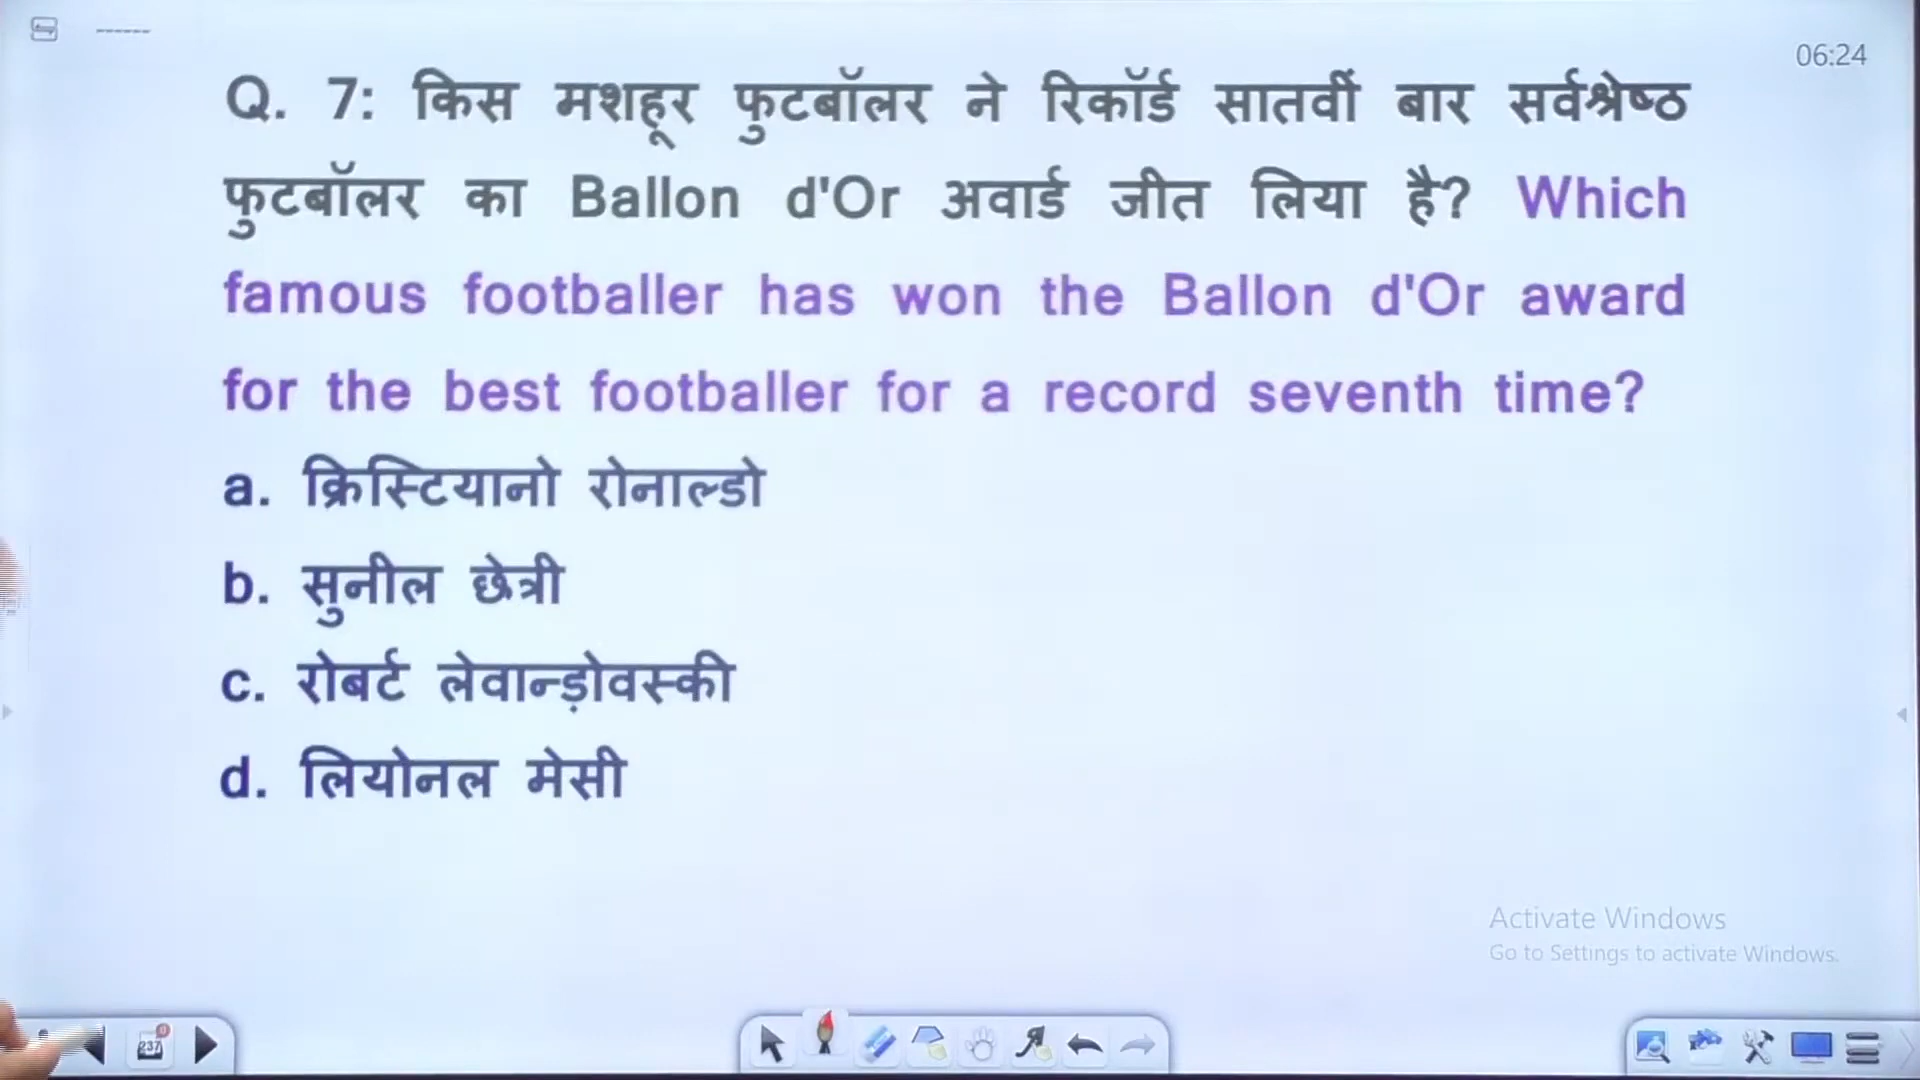 06:24
Q. 7: किस मशहूर फुटबॉलर ने रिकॉर्ड सातवीं बार सर्वश्रेष्ठ
फुटबॉलर का Ballon d'Or अवार्ड जीत लिया है? Which
famous footballer has won the Ballon d'Or award
for the best footballer for a record seventh time?
a. क्रिस्टियानो रोनाल्डो
b. सुनील छेत्री
c. रोबर्ट लेवान्ड़ोवस्की
d. लियोनल मेसी
Activate Windows
Go to Settings to activate Windows.
237